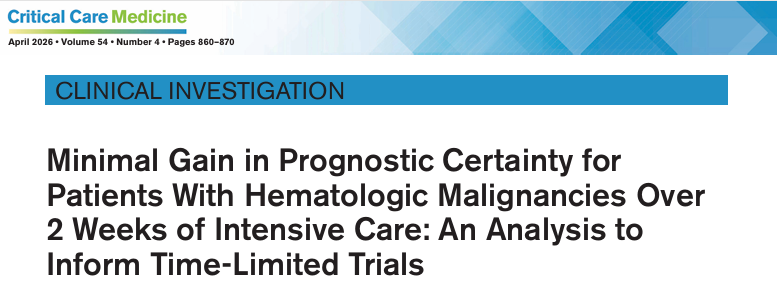 Critical Care Medicine
April 2026 • Volume 54 • Number 4 • Pages 860–870
CLINICAL INVESTIGATION
Minimal Gain in Prognostic Certainty for
Patients With Hematologic Malignancies Over
2 Weeks of Intensive Care: An Analysis to
Inform Time-Limited Trials